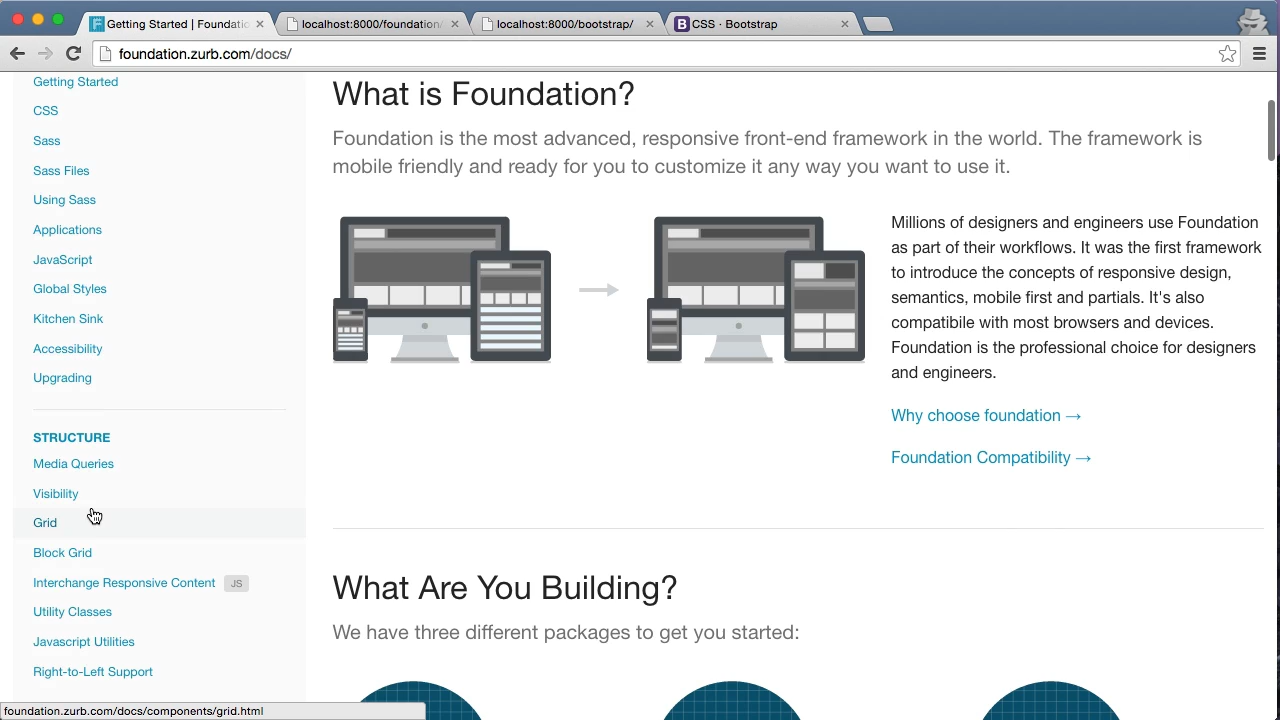 Getting Started | Foundatio
localhost:8000/foundation/
localhost:8000/bootstrap/
CSS · Bootstrap
foundation.zurb.com/docs/
Getting Started
CSS
Sass
Sass Files
Using Sass
Applications
JavaScript
Global Styles
Kitchen Sink
Accessibility
Upgrading
STRUCTURE
Media Queries
Visibility
Grid
Block Grid
Interchange Responsive Content JS
Utility Classes
Javascript Utilities
Right-to-Left Support
What is Foundation?
Foundation is the most advanced, responsive front-end framework in the world. The framework is
mobile friendly and ready for you to customize it any way you want to use it.
Millions of designers and engineers use Foundation
as part of their workflows. It was the first framework
to introduce the concepts of responsive design,
semantics, mobile first and partials. It's also
compatibile with most browsers and devices.
Foundation is the professional choice for designers
and engineers.
Why choose foundation →
Foundation Compatibility →
What Are You Building?
We have three different packages to get you started:
foundation.zurb.com/docs/components/grid.html